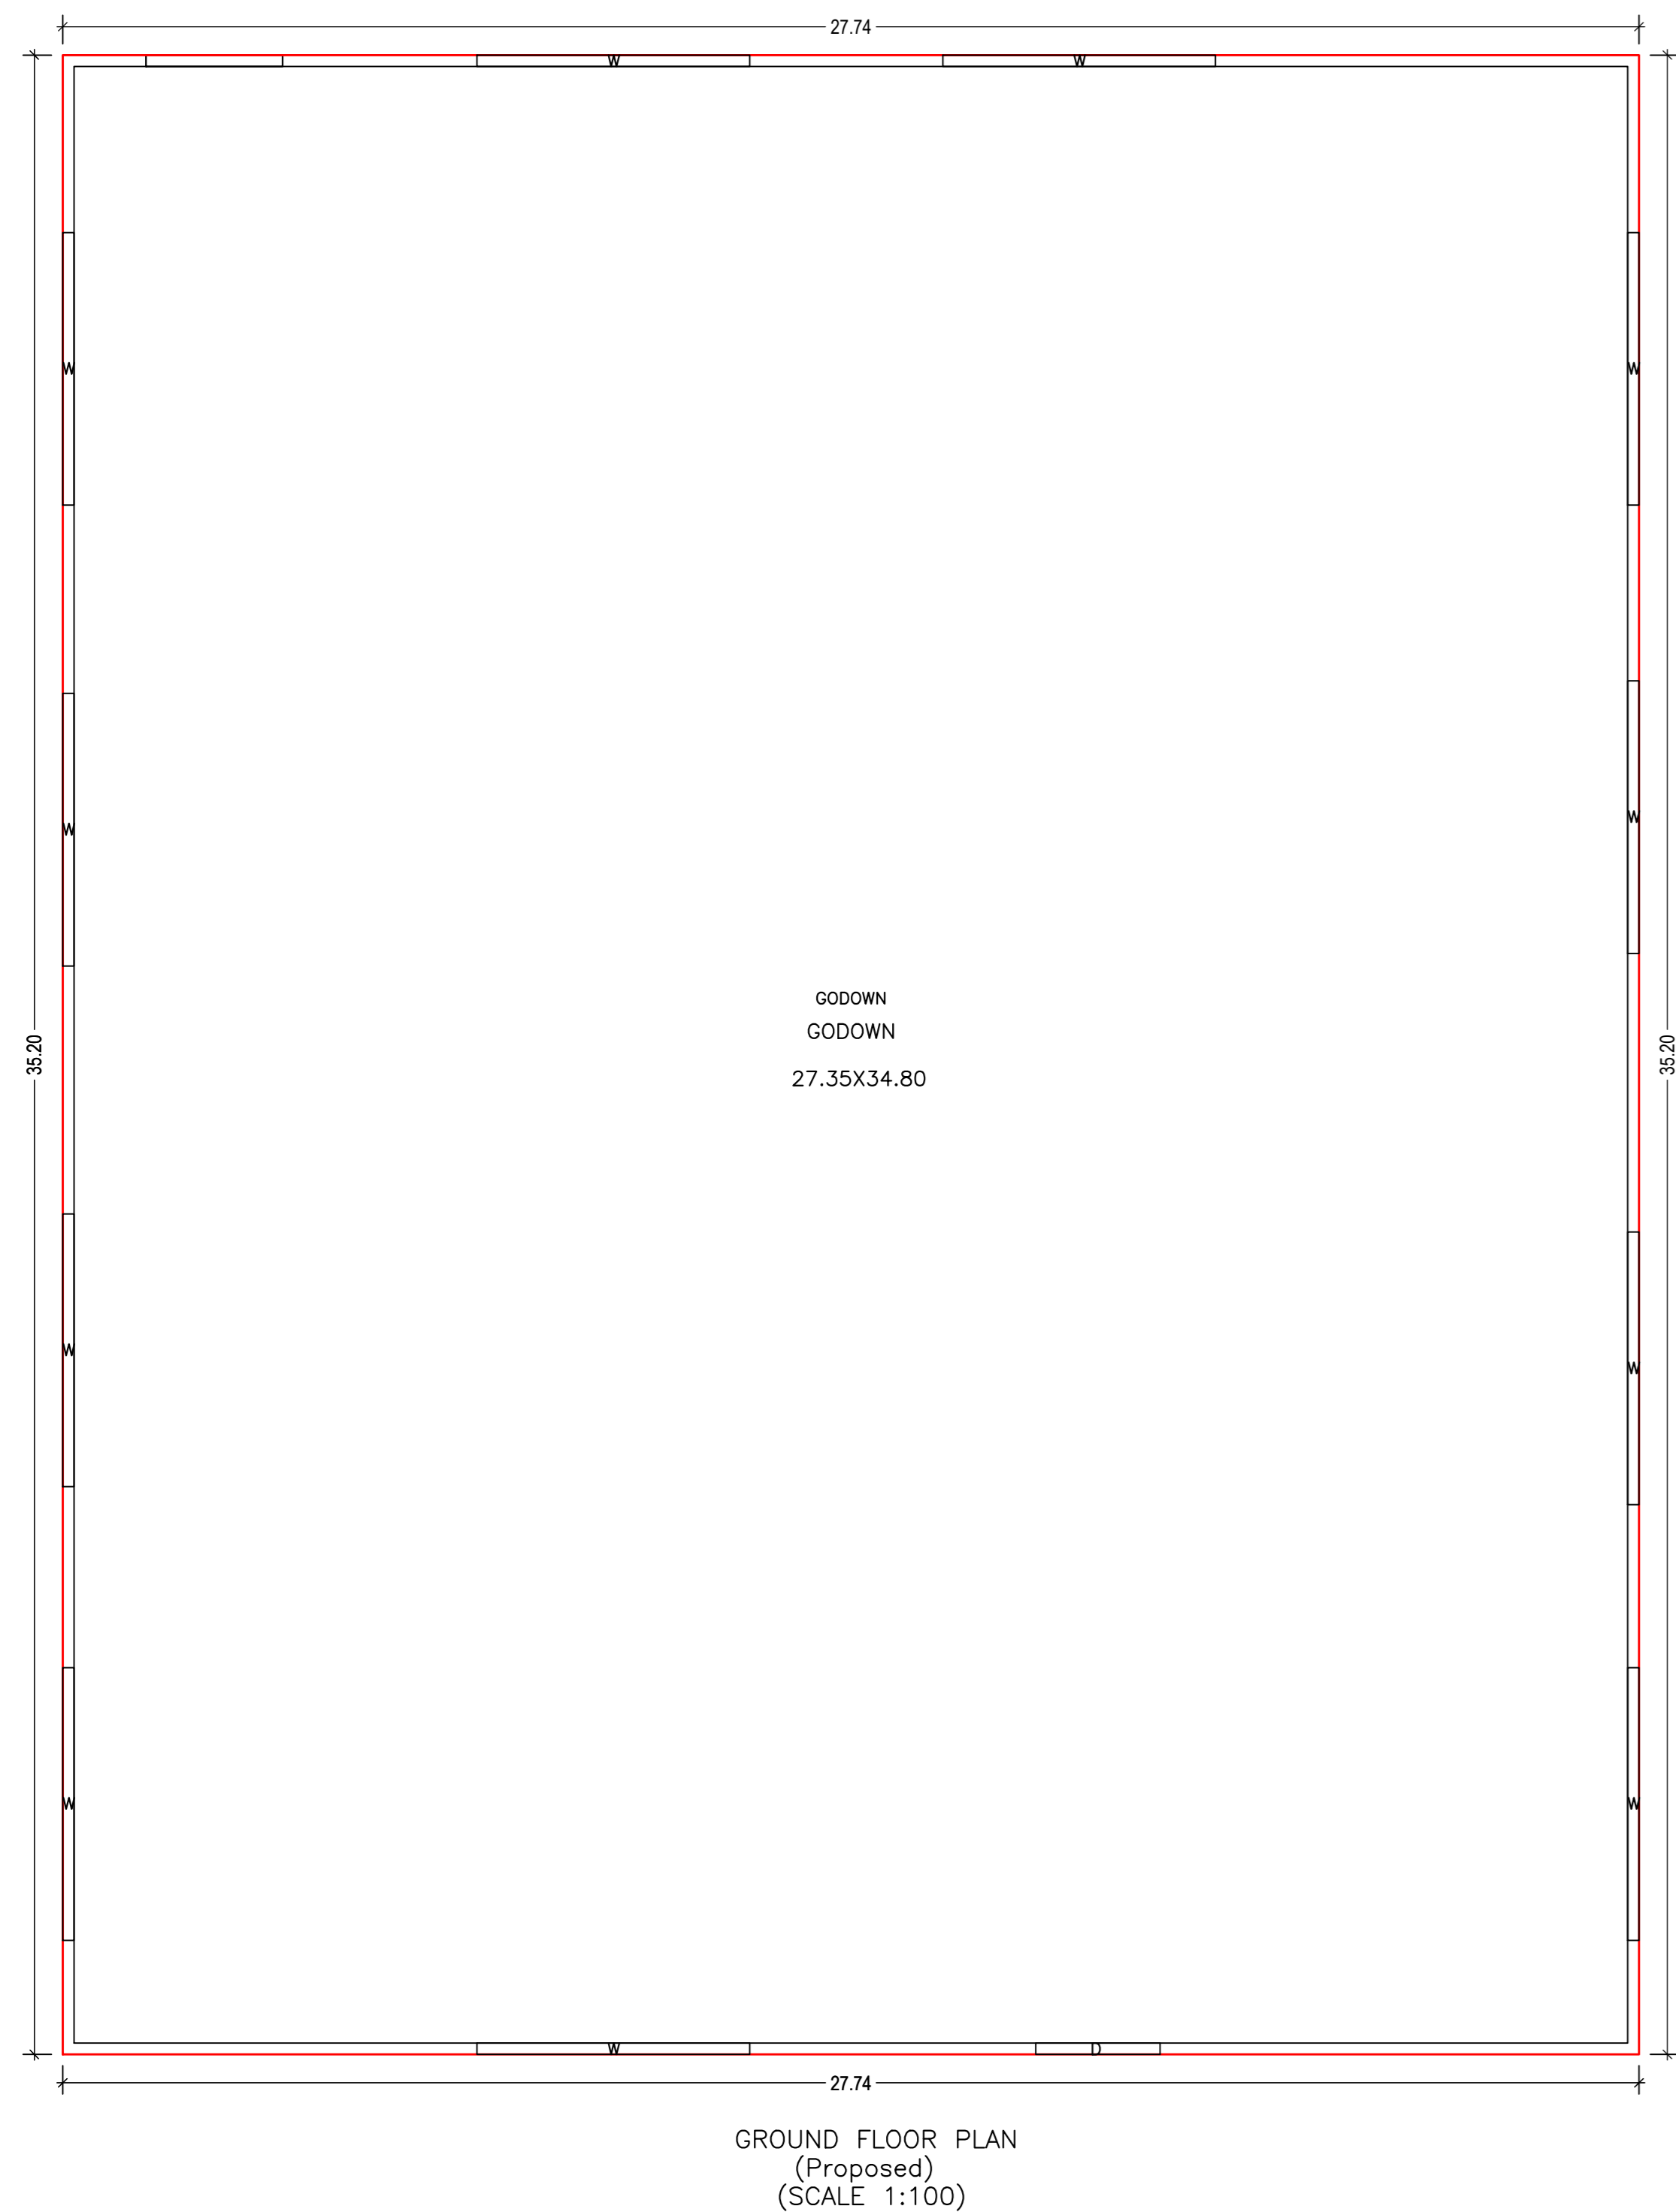 27.74
W W
W W
W
W
35.20
GODOWN
GODOWN
27.35X34.80
35.20
W
W
W W
W D
27.74
GROUND FLOOR PLAN
(Proposed)
(SCALE 1:100)